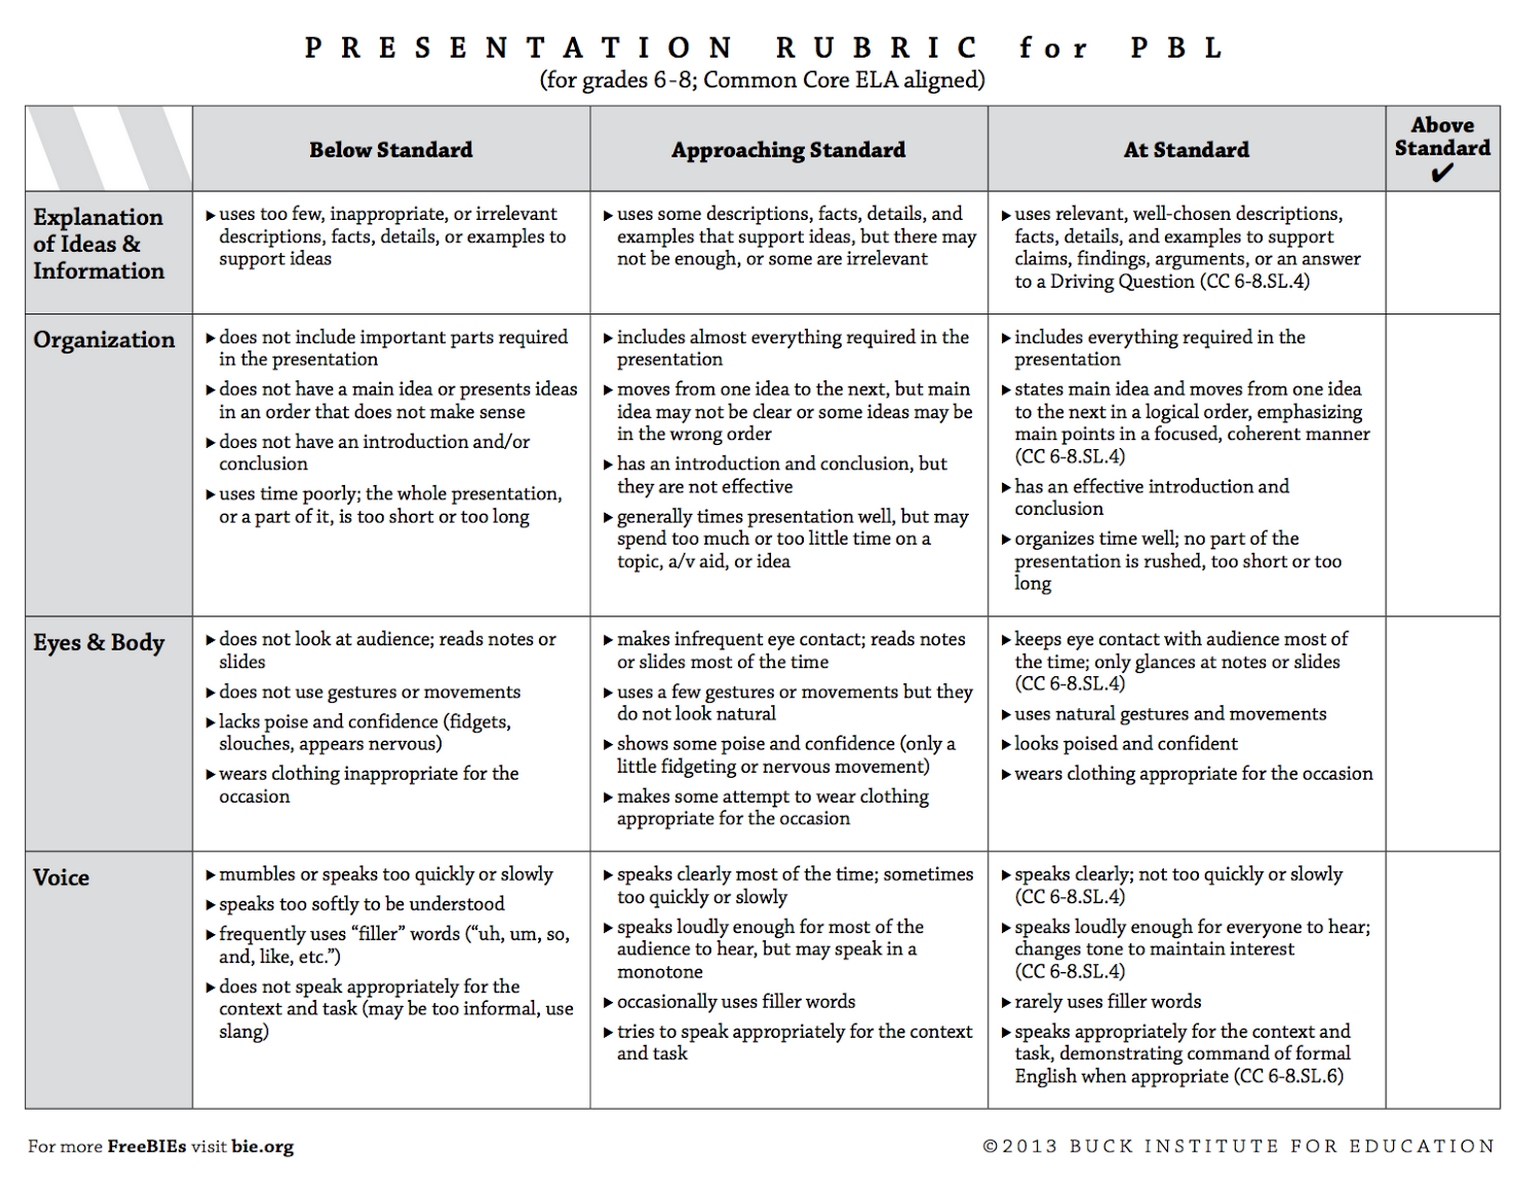 PRESENTATION RUBRIC for PBL
(for grades 6-8; Common Core ELA aligned)
Below Standard
Approaching Standard
At Standard
Above
Standard
✔
Explanation
of Ideas &
Information
▶ uses too few, inappropriate, or irrelevant
descriptions, facts, details, or examples to
support ideas
▶ uses some descriptions, facts, details, and
examples that support ideas, but there may
not be enough, or some are irrelevant
▶ uses relevant, well-chosen descriptions,
facts, details, and examples to support
claims, findings, arguments, or an answer
to a Driving Question (CC 6-8.SL.4)
Organization
▶ does not include important parts required
in the presentation
▶ does not have a main idea or presents ideas
in an order that does not make sense
▶ does not have an introduction and/or
conclusion
▶ uses time poorly; the whole presentation,
or a part of it, is too short or too long
▶ includes almost everything required in the
presentation
▶ moves from one idea to the next, but main
idea may not be clear or some ideas may be
in the wrong order
▶ has an introduction and conclusion, but
they are not effective
▶ generally times presentation well, but may
spend too much or too little time on a
topic, a/v aid, or idea
▶ includes everything required in the
presentation
▶ states main idea and moves from one idea
to the next in a logical order, emphasizing
main points in a focused, coherent manner
(CC 6-8.SL.4)
▶ has an effective introduction and
conclusion
▶ organizes time well; no part of the
presentation is rushed, too short or too
long
Eyes & Body
▶ does not look at audience; reads notes or
slides
▶ does not use gestures or movements
▶ lacks poise and confidence (fidgets,
slouches, appears nervous)
▶ wears clothing inappropriate for the
occasion
▶ makes infrequent eye contact; reads notes
or slides most of the time
▶ uses a few gestures or movements but they
do not look natural
▶ shows some poise and confidence (only a
little fidgeting or nervous movement)
▶ makes some attempt to wear clothing
appropriate for the occasion
▶ keeps eye contact with audience most of
the time; only glances at notes or slides
(CC 6-8.SL.4)
▶ uses natural gestures and movements
▶ looks poised and confident
▶ wears clothing appropriate for the occasion
Voice
▶ mumbles or speaks too quickly or slowly
▶ speaks too softly to be understood
▶ frequently uses “filler” words (“uh, um, so,
and, like, etc.”)
▶ does not speak appropriately for the
context and task (may be too informal, use
slang)
▶ speaks clearly most of the time; sometimes
too quickly or slowly
▶ speaks loudly enough for most of the
audience to hear, but may speak in a
monotone
▶ occasionally uses filler words
▶ tries to speak appropriately for the context
and task
▶ speaks clearly; not too quickly or slowly
(CC 6-8.SL.4)
▶ speaks loudly enough for everyone to hear;
changes tone to maintain interest
(CC 6-8.SL.4)
▶ rarely uses filler words
▶ speaks appropriately for the context and
task, demonstrating command of formal
English when appropriate (CC 6-8.SL.6)
For more FreeBIEs visit bie.org
©2013 BUCK INSTITUTE FOR EDUCATION